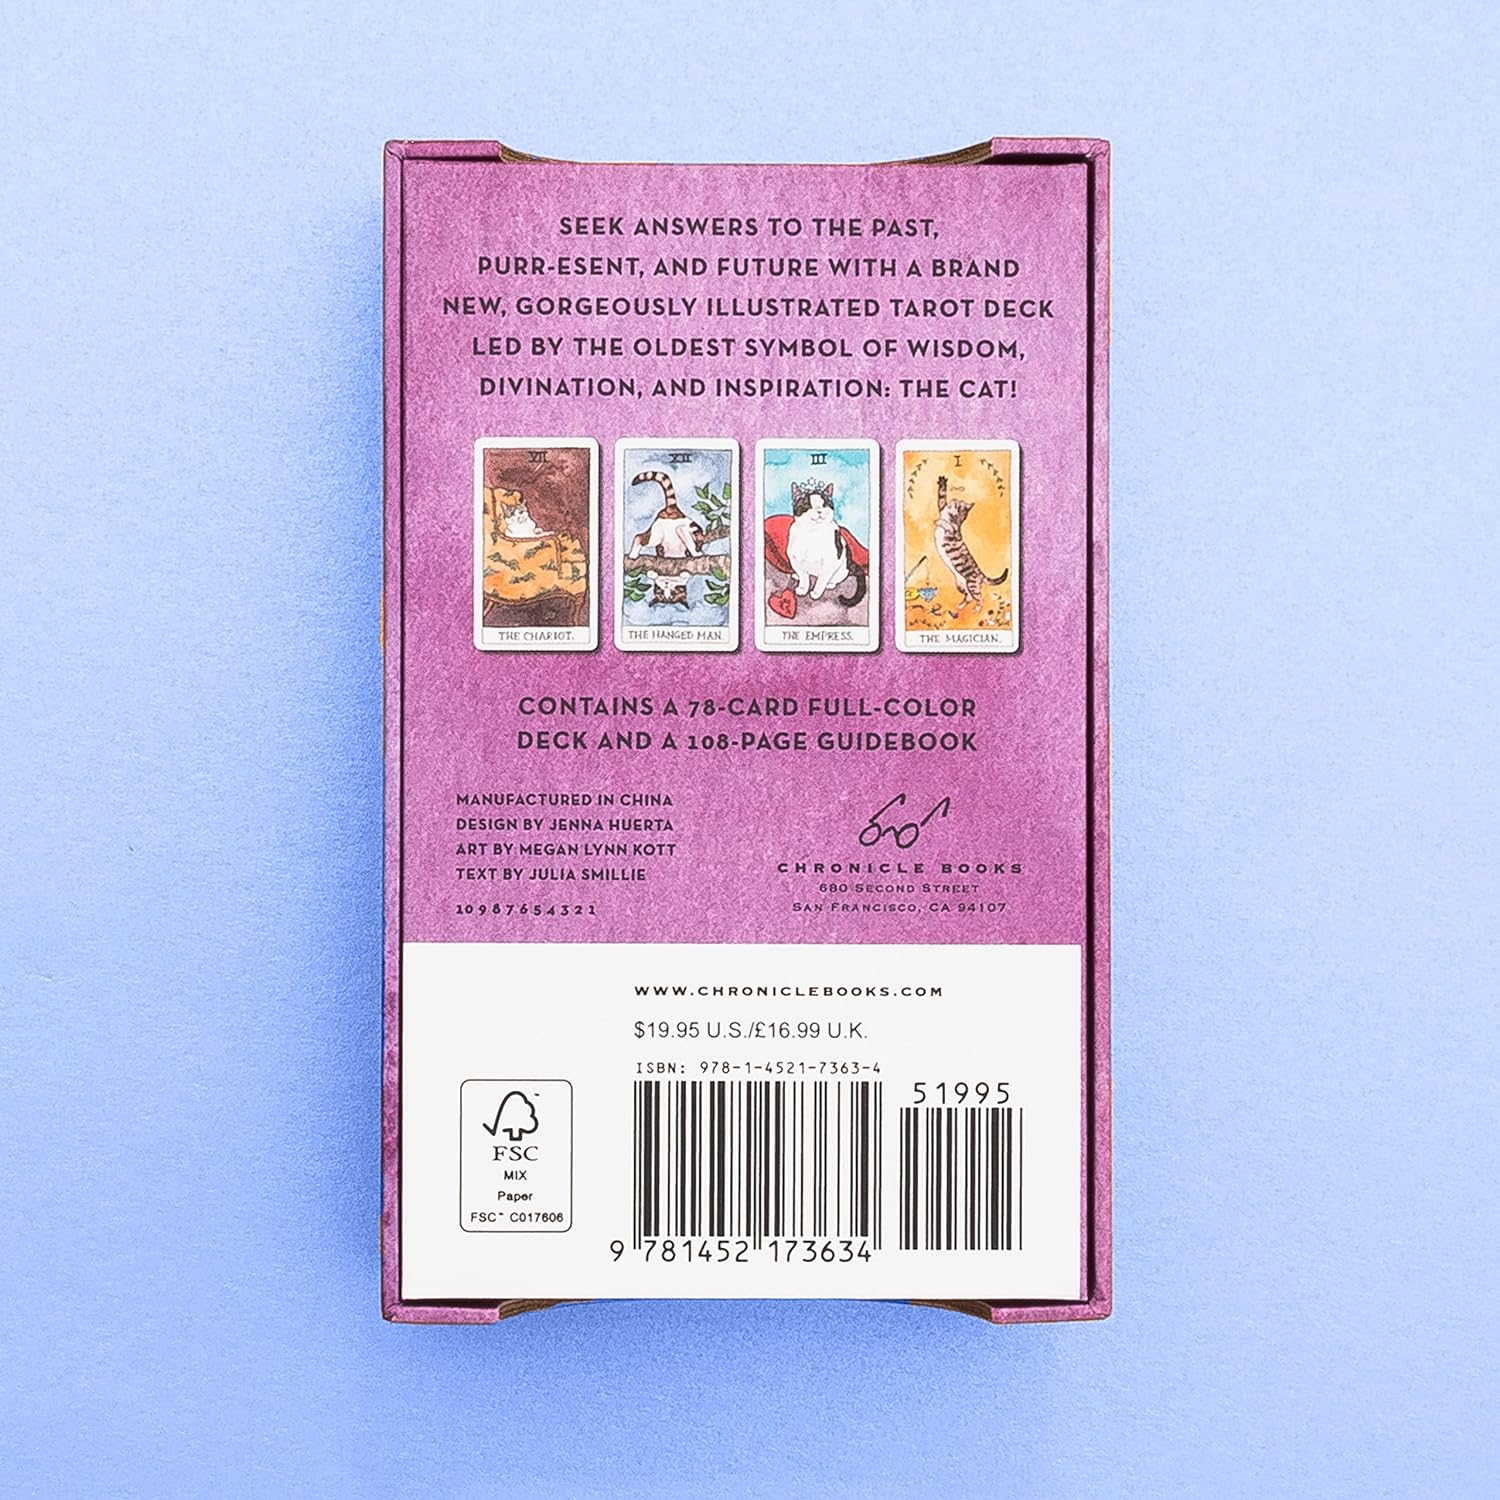 SEEK ANSWERS TO THE PAST,
PURR-ESENT, AND FUTURE WITH A BRAND
NEW, GORGEOUSLY ILLUSTRATED TAROT DECK
LED BY THE OLDEST SYMBOL OF WISDOM,
DIVINATION, AND INSPIRATION: THE CAT!
VII
THE CHARIOT.
XII
THE HANGED MAN.
III
THE EMPRESS.
I
THE MAGICIAN.
CONTAINS A 78-CARD FULL-COLOR
DECK AND A 108-PAGE GUIDEBOOK
MANUFACTURED IN CHINA
DESIGN BY JENNA HUERTA
ART BY MEGAN LYNN KOTT
TEXT BY JULIA SMILLIE
10 9 8 7 6 5 4 3 2 1
CHRONICLE BOOKS
680 SECOND STREET
SAN FRANCISCO, CA 94107
WWW.CHRONICLEBOOKS.COM
$19.95 U.S./£16.99 U.K.
ISBN: 978-1-4521-7363-4
51995
9 781452 173634
FSC
MIX
Paper
FSC™ C017606